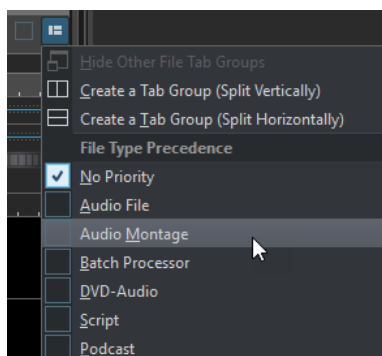 Hide Other File Tab Groups
Create a Tab Group (Split Vertically)
Create a Tab Group (Split Horizontally)
File Type Precedence
No Priority
Audio File
Audio Montage
Batch Processor
DVD-Audio
Script
Podcast